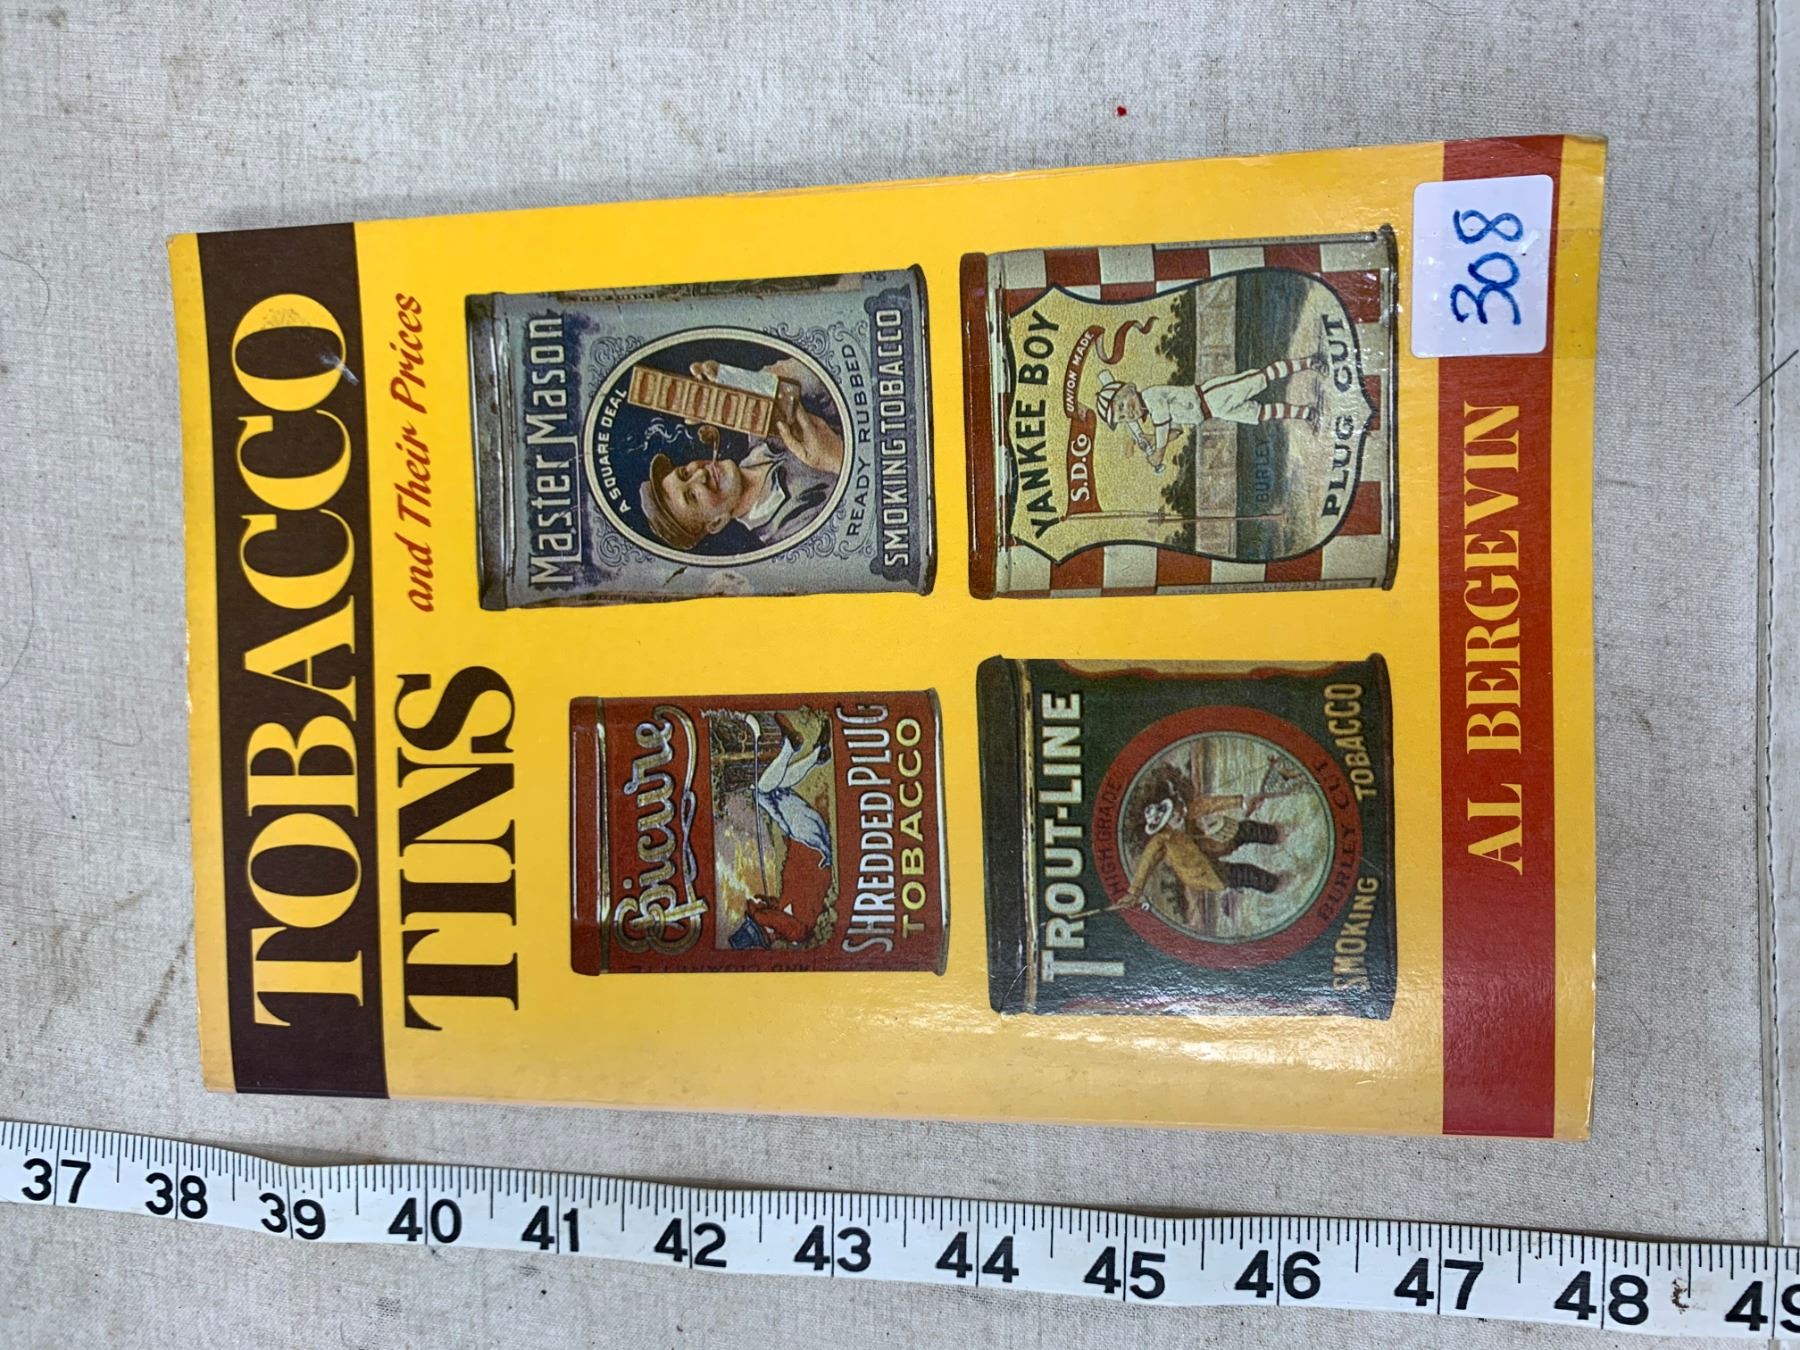 TOBACCO
TINS
and Their Prices
Epicure
SHREDDED PLUG
TOBACCO
Master Mason
A SQUARE DEAL
READY RUBBED
SMOKING TOBACCO
TROUT-LINE
HIGH GRADE
BURLEY CUT
SMOKING TOBACCO
YANKEE BOY
S.D.Co
UNION MADE
BURLEY
PLUG CUT
AL BERGEVIN
308
37 38 39 40 41 42 43 44 45 46 47 48 49